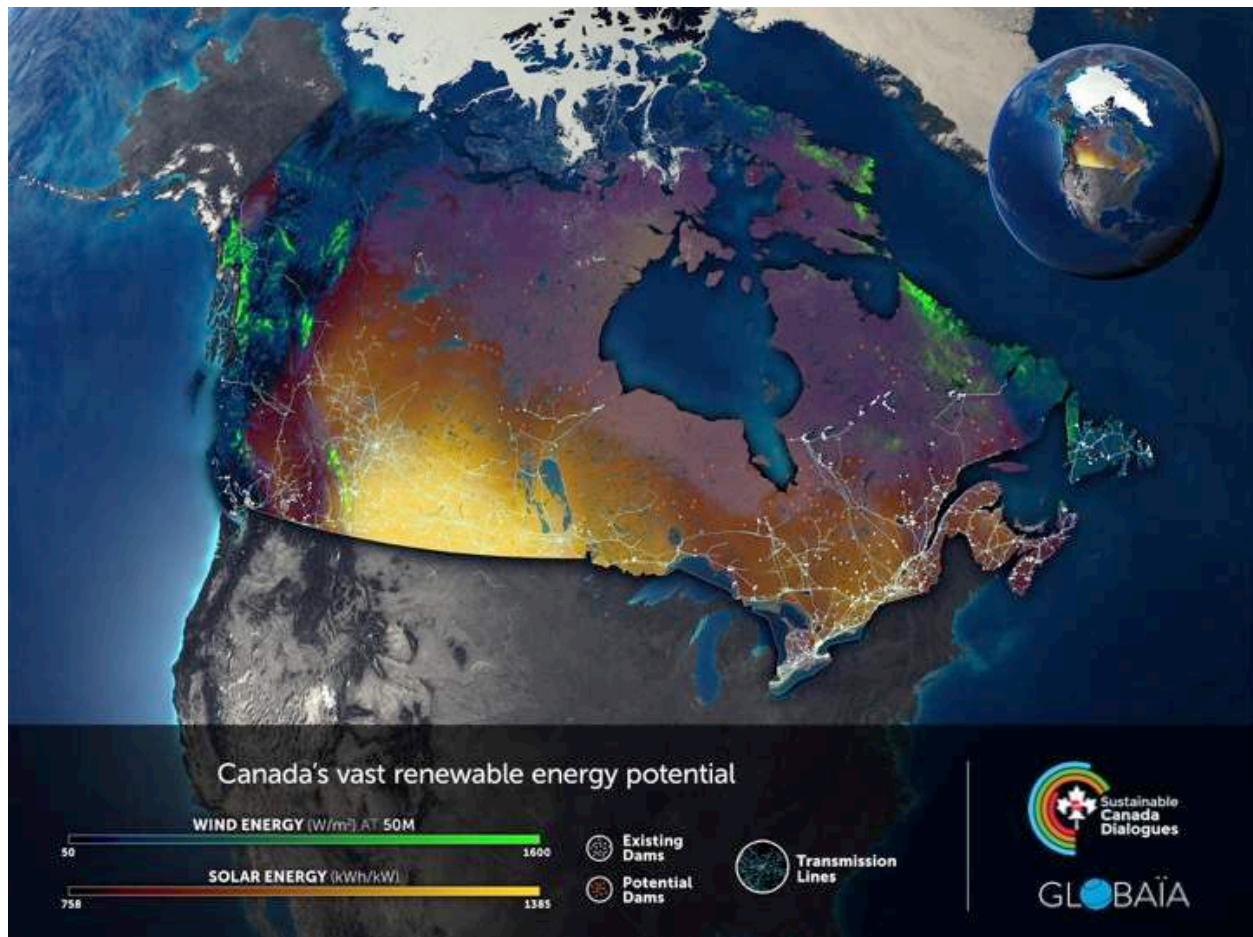 Canada's vast renewable energy potential
WIND ENERGY (W/m²) AT 50M
50
1600
SOLAR ENERGY (kWh/kW)
758
1385
Existing
Dams
Potential
Dams
Transmission
Lines
Sustainable
Canada
Dialogues
GLOBAÏA